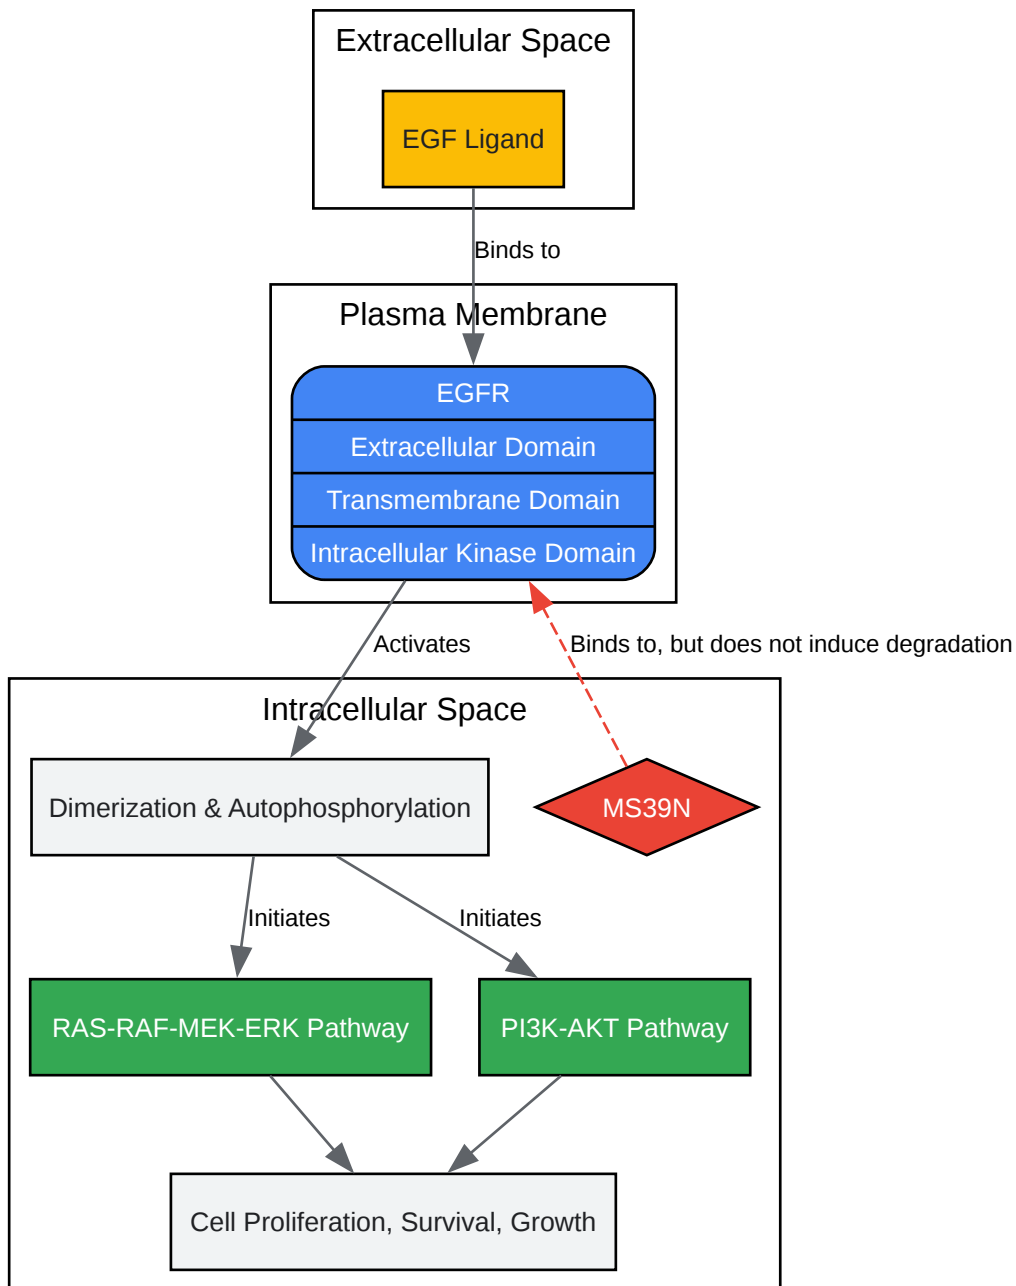 Extracellular Space
EGF Ligand
Binds to
Plasma Membrane
EGFR
Extracellular Domain
Transmembrane Domain
Intracellular Kinase Domain
Activates
Binds to, but does not induce degradation
Intracellular Space
Dimerization & Autophosphorylation
MS39N
Initiates
Initiates
RAS-RAF-MEK-ERK Pathway
PI3K-AKT Pathway
Cell Proliferation, Survival, Growth